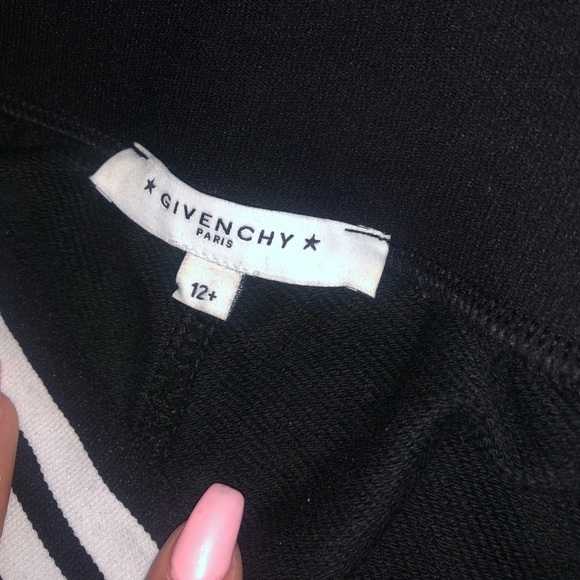 ★ GIVENCHY ★
PARIS
12+